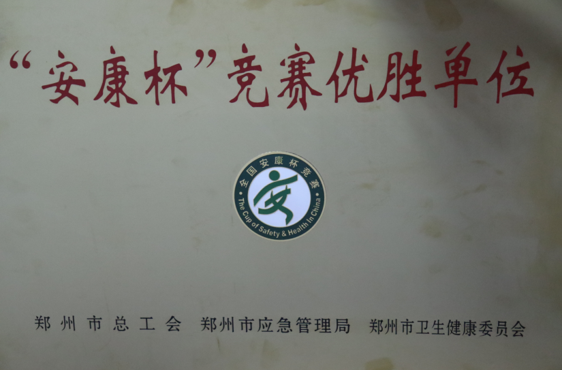 “安康杯”竞赛优胜单位
全国安康杯竞赛
安
The Cup of Safety & Health In China
郑州市总工会 郑州市应急管理局 郑州市卫生健康委员会